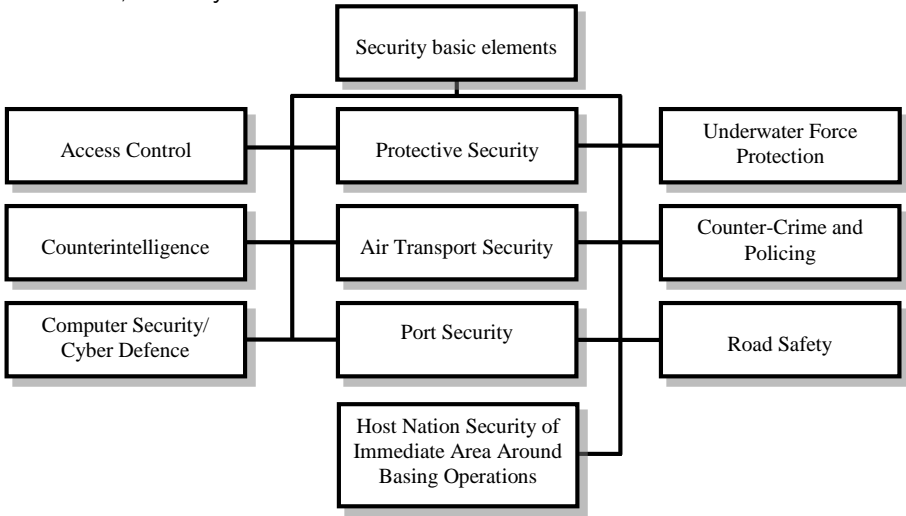 Security basic elements
Access Control
Protective Security
Underwater Force
Protection
Counterintelligence
Air Transport Security
Counter-Crime and
Policing
Computer Security/
Cyber Defence
Port Security
Road Safety
Host Nation Security of
Immediate Area Around
Basing Operations